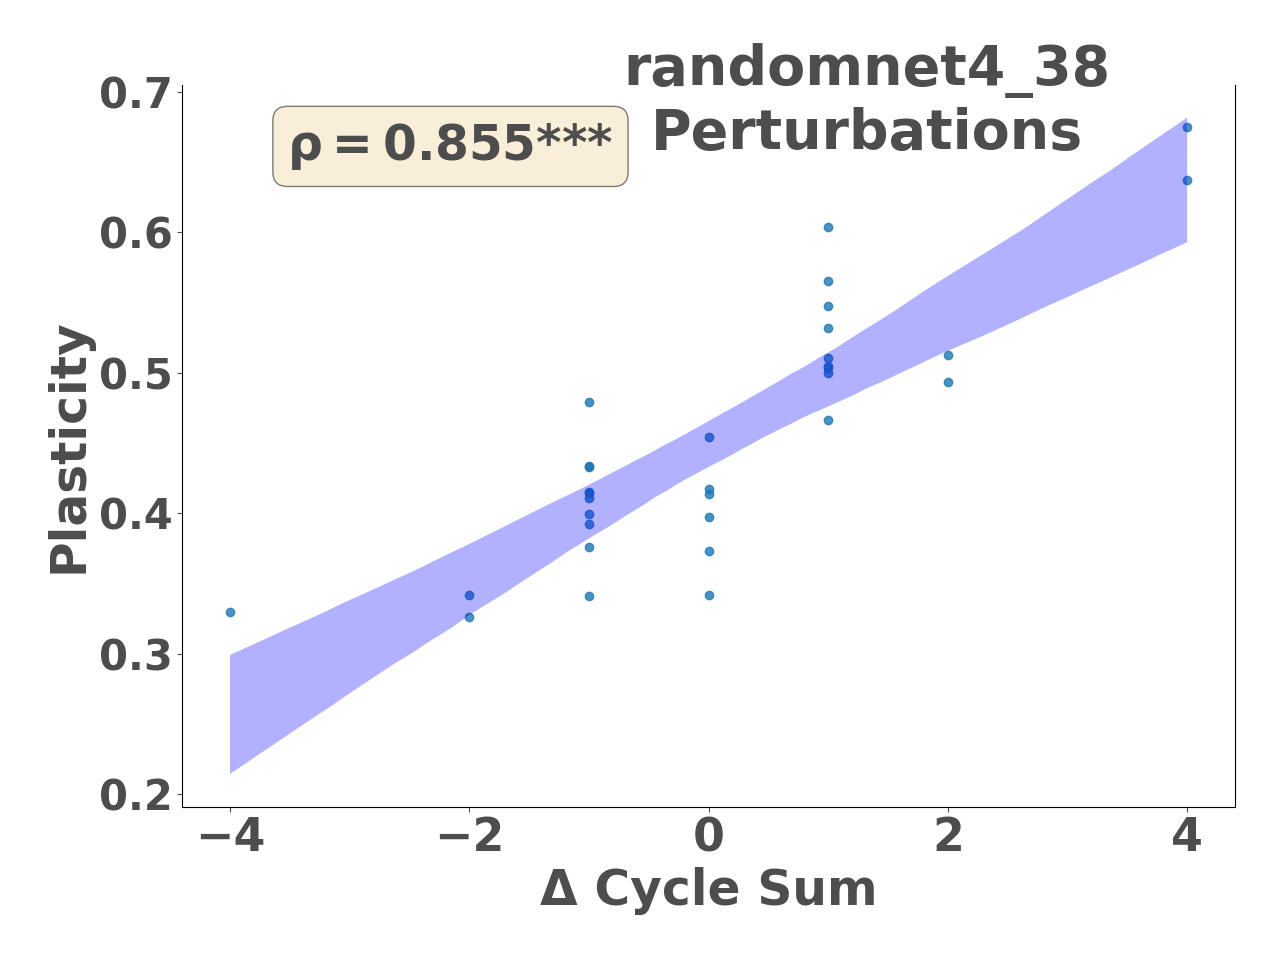 randomnet4_38
Perturbations
ρ = 0.855***
Plasticity
0.7
0.6
0.5
0.4
0.3
0.2
−4 −2 0 2 4
Δ Cycle Sum